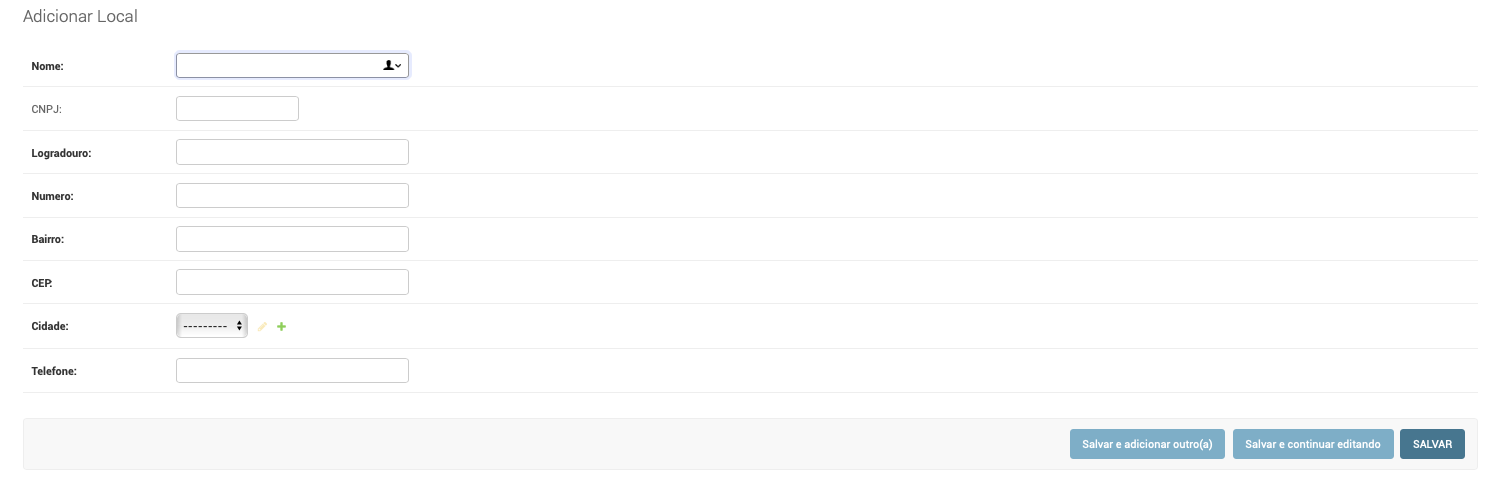 Adicionar Local
Nome:
CNPJ:
Logradouro:
Numero:
Bairro:
CEP:
Cidade: ---------
Telefone:
Salvar e adicionar outro(a) Salvar e continuar editando SALVAR